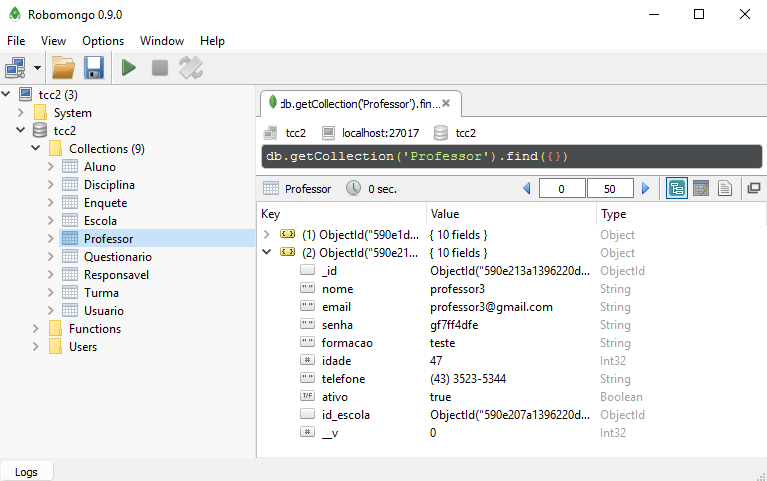 Robomongo 0.9.0
File View Options Window Help
tcc2 (3)
System
tcc2
Collections (9)
Aluno
Disciplina
Enquete
Escola
Professor
Questionario
Responsavel
Turma
Usuario
Functions
Users
db.getCollection('Professor').fin...
tcc2 localhost:27017 tcc2
db.getCollection('Professor').find({})
Professor 0 sec. 0 50
Key Value Type
(1) ObjectId("590e1d... { 10 fields } Object
(2) ObjectId("590e21... { 10 fields } Object
_id ObjectId("590e213a1396220d... ObjectId
" " nome professor3 String
" " email professor3@gmail.com String
" " senha gf7ff4dfe String
" " formacao teste String
# idade 47 Int32
" " telefone (43) 3523-5344 String
T/F ativo true Boolean
id_escola ObjectId("590e207a1396220d... ObjectId
# __v 0 Int32
Logs